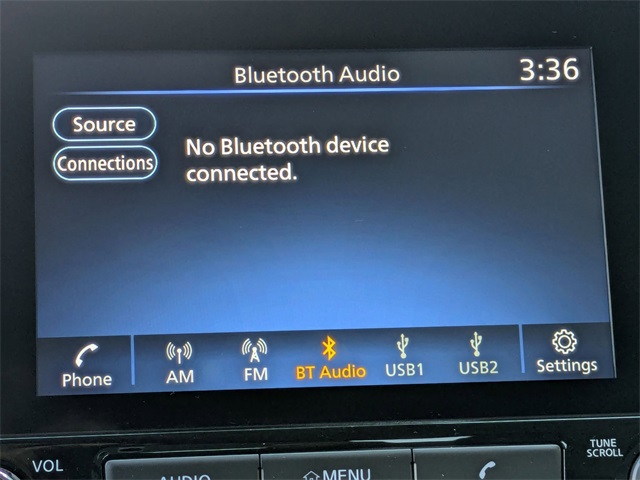 Bluetooth Audio 3:36
Source
Connections
No Bluetooth device
connected.
Phone AM FM BT Audio USB1 USB2 Settings
VOL
AUDIO
MENU
TUNE
SCROLL